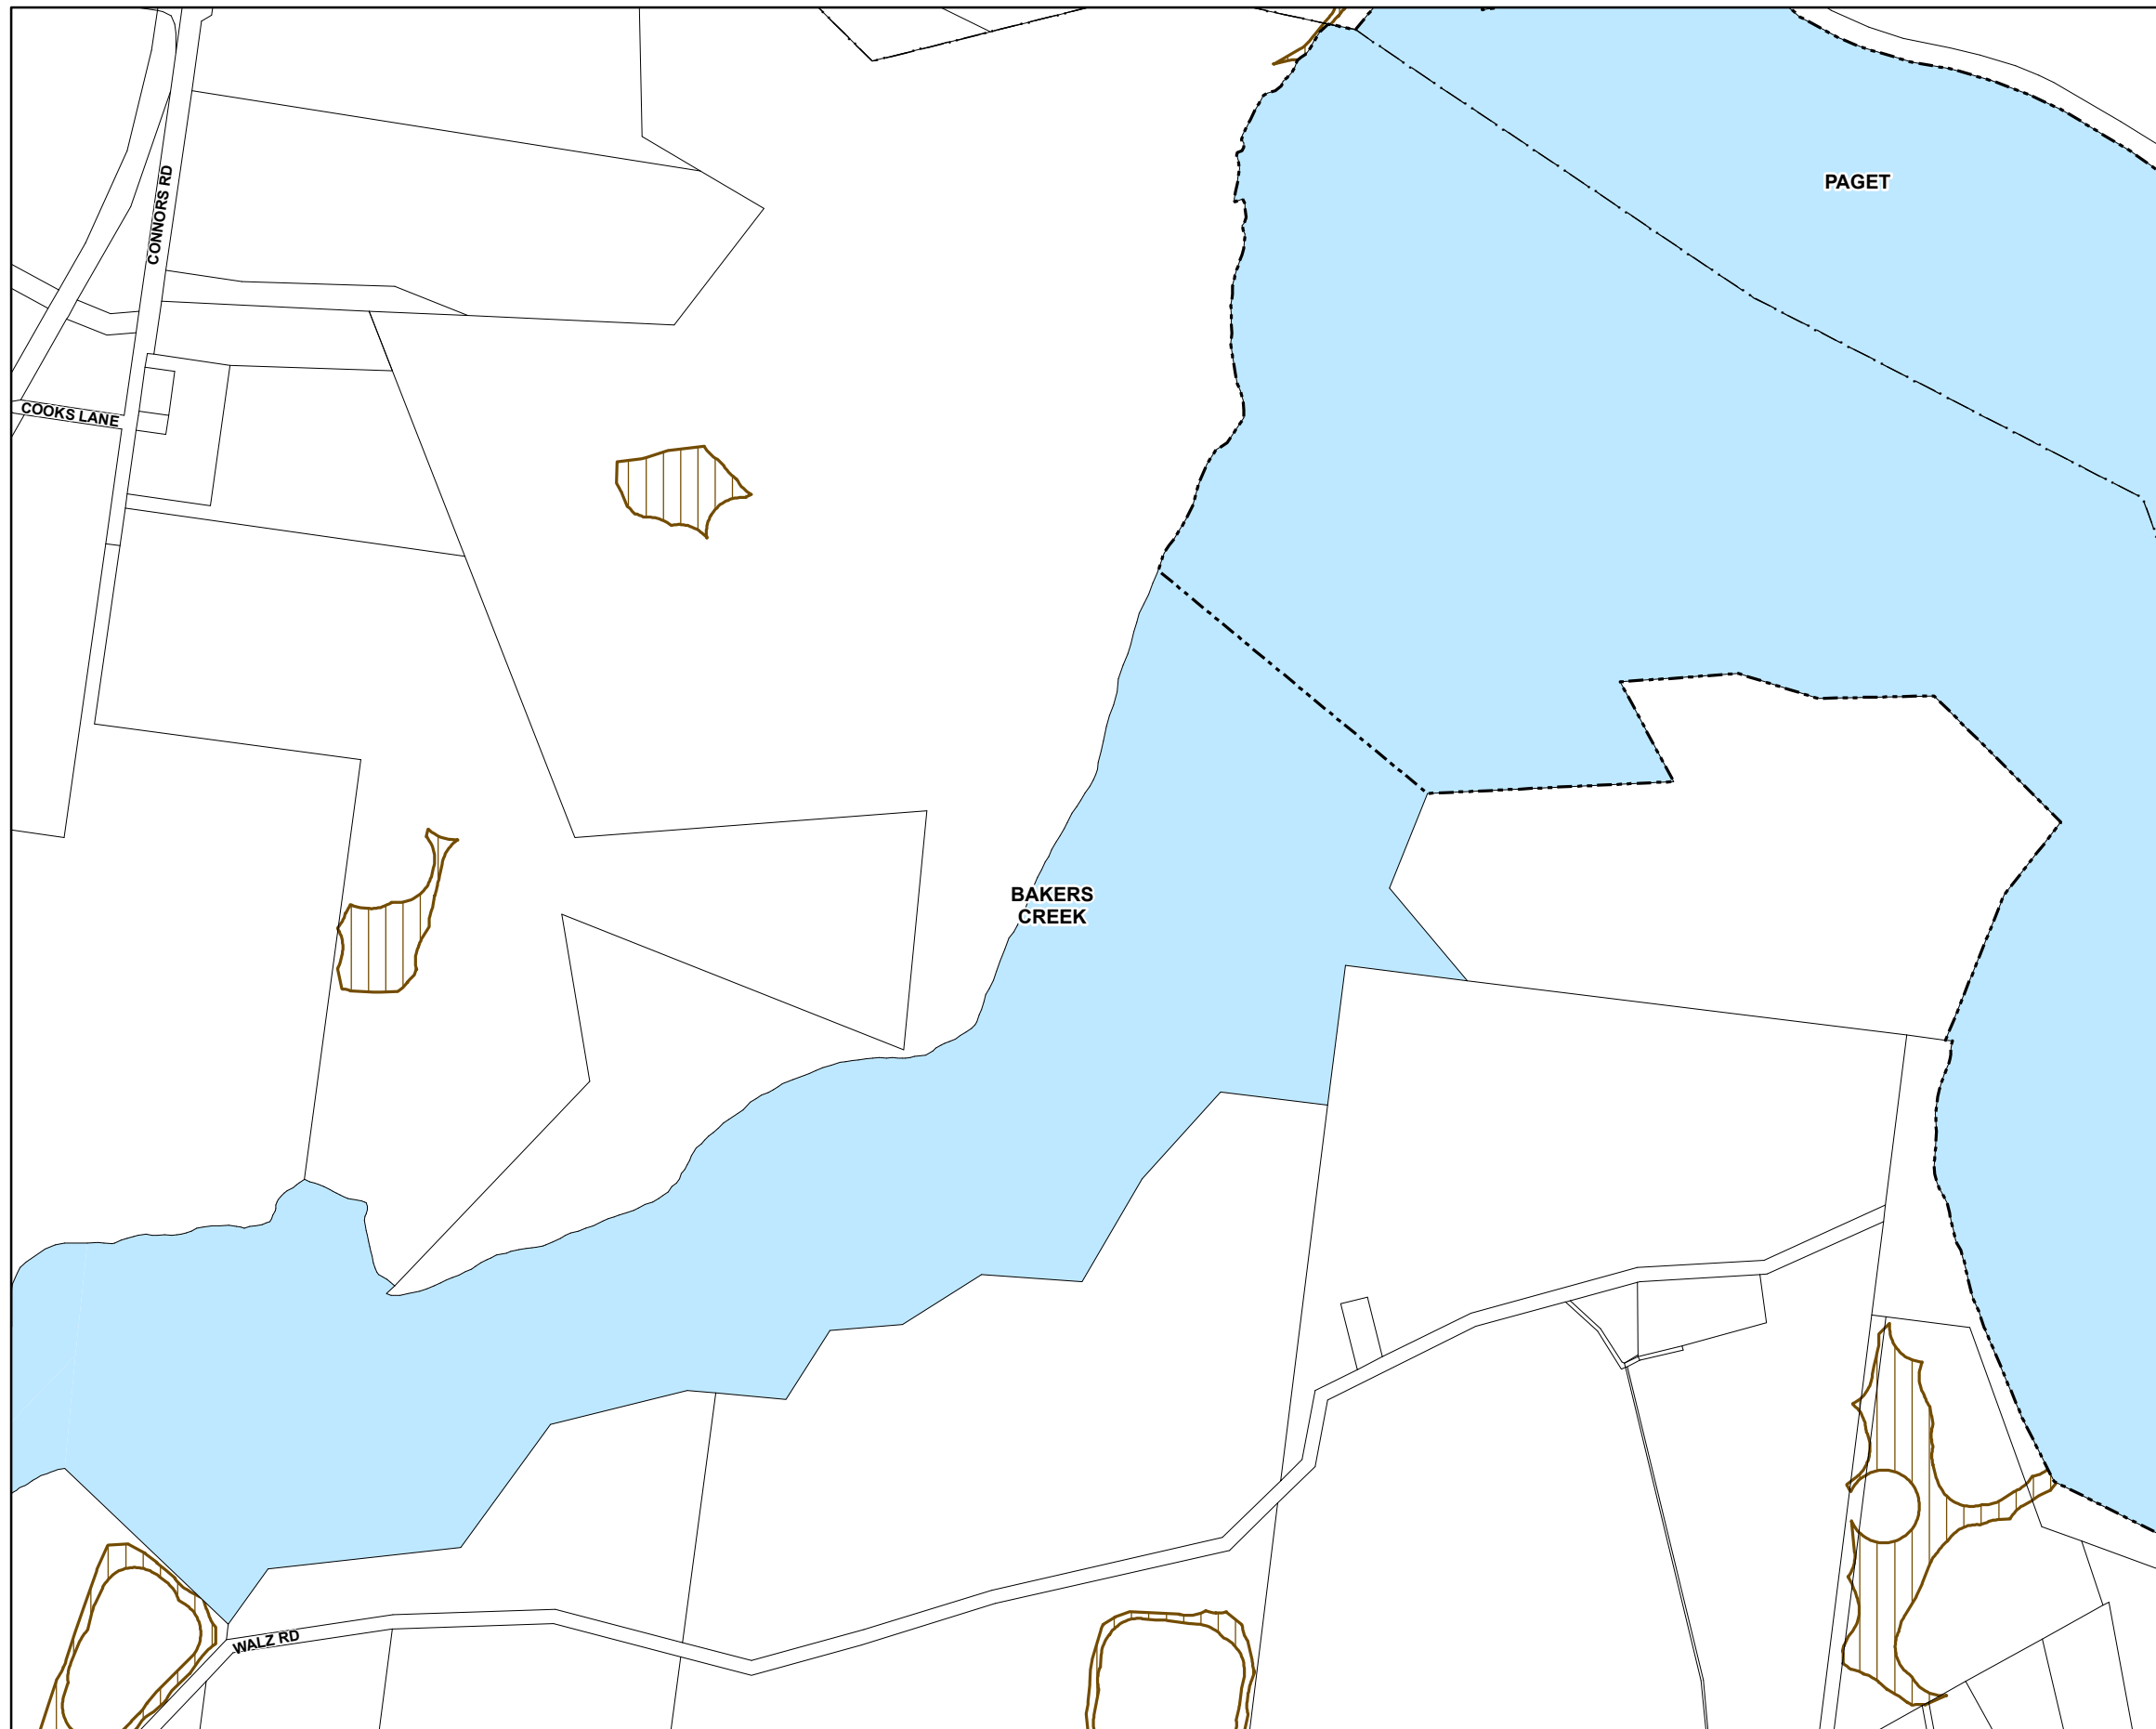 PAGET
CONNORS RD
COOKS LANE
BAKERS
CREEK
WALZ RD